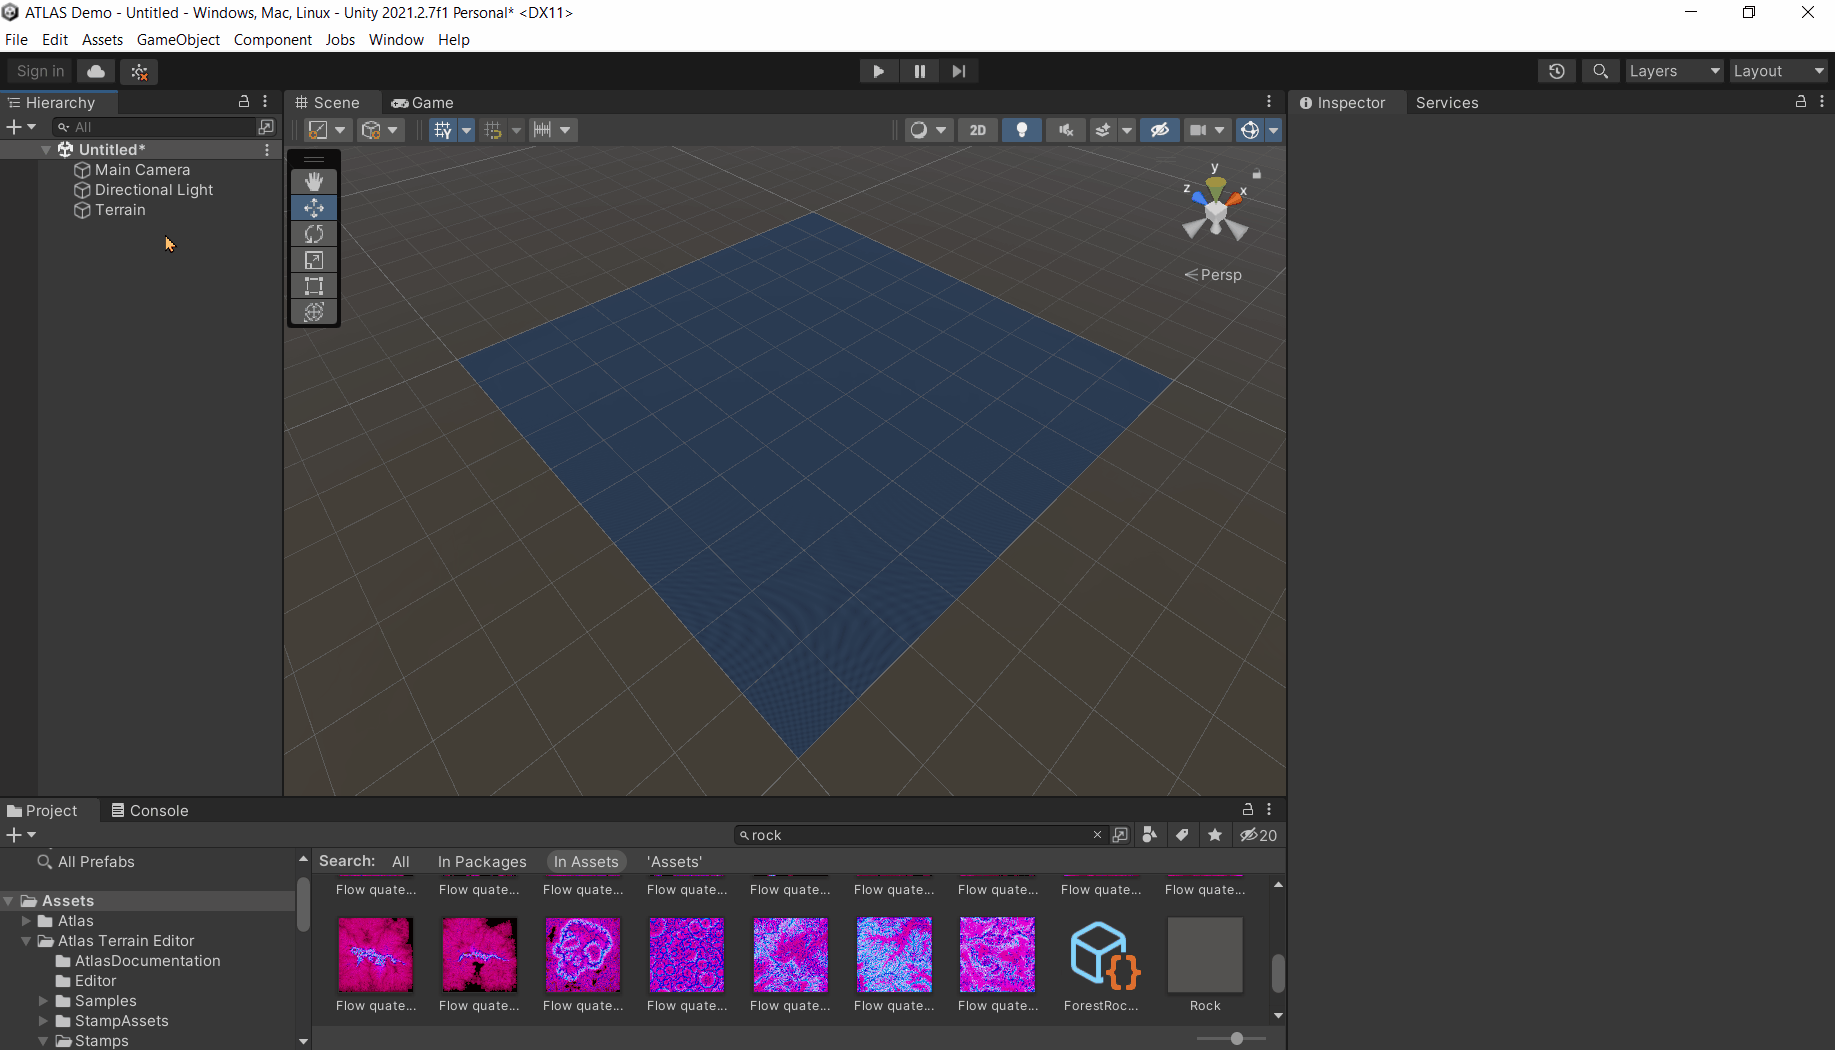 ATLAS Demo - Untitled - Windows, Mac, Linux - Unity 2021.2.7f1 Personal* <DX11>
File Edit Assets GameObject Component Jobs Window Help
Sign in Layers Layout
Hierarchy Scene Game Inspector Services
All 2D
Untitled*
Main Camera
Directional Light
Terrain
y
z x
Persp
Project Console
rock 20
All Prefabs Search: All In Packages In Assets 'Assets'
Flow quate... Flow quate... Flow quate... Flow quate... Flow quate... Flow quate... Flow quate... Flow quate... Flow quate...
Assets
Atlas
Atlas Terrain Editor
AtlasDocumentation
Editor
Samples
Flow quate... Flow quate... Flow quate... Flow quate... Flow quate... Flow quate... Flow quate... ForestRoc... Rock
StampAssets
Stamps